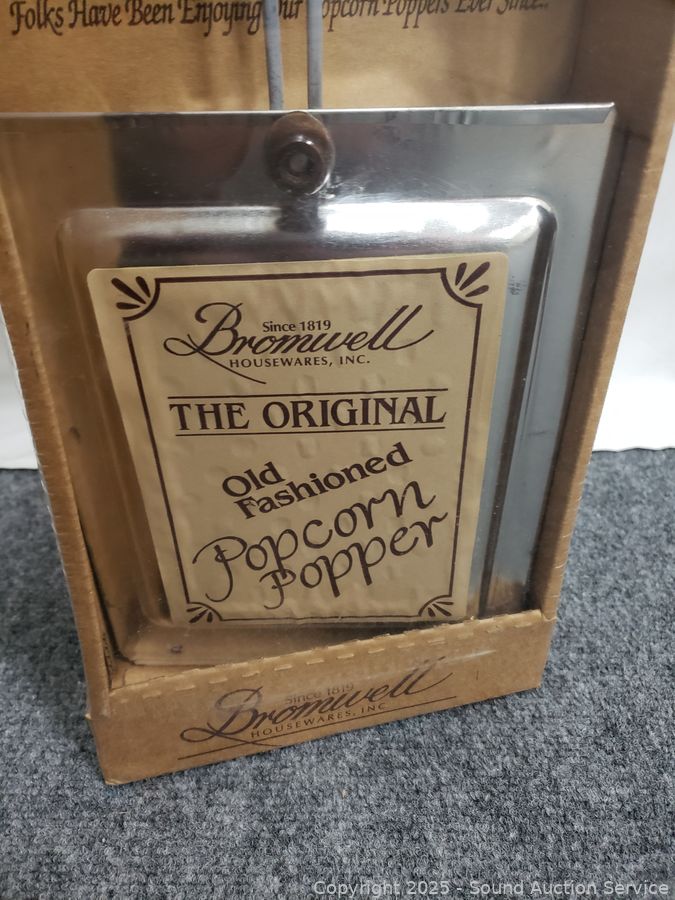 Folks Have Been Enjoying Our Popcorn Poppers Ever Since..
Since 1819
Bromwell
HOUSEWARES, INC.
THE ORIGINAL
Old
Fashioned
Popcorn
Popper
Since 1819
Bromwell
HOUSEWARES, INC
Copyright 2025 - Sound Auction Service